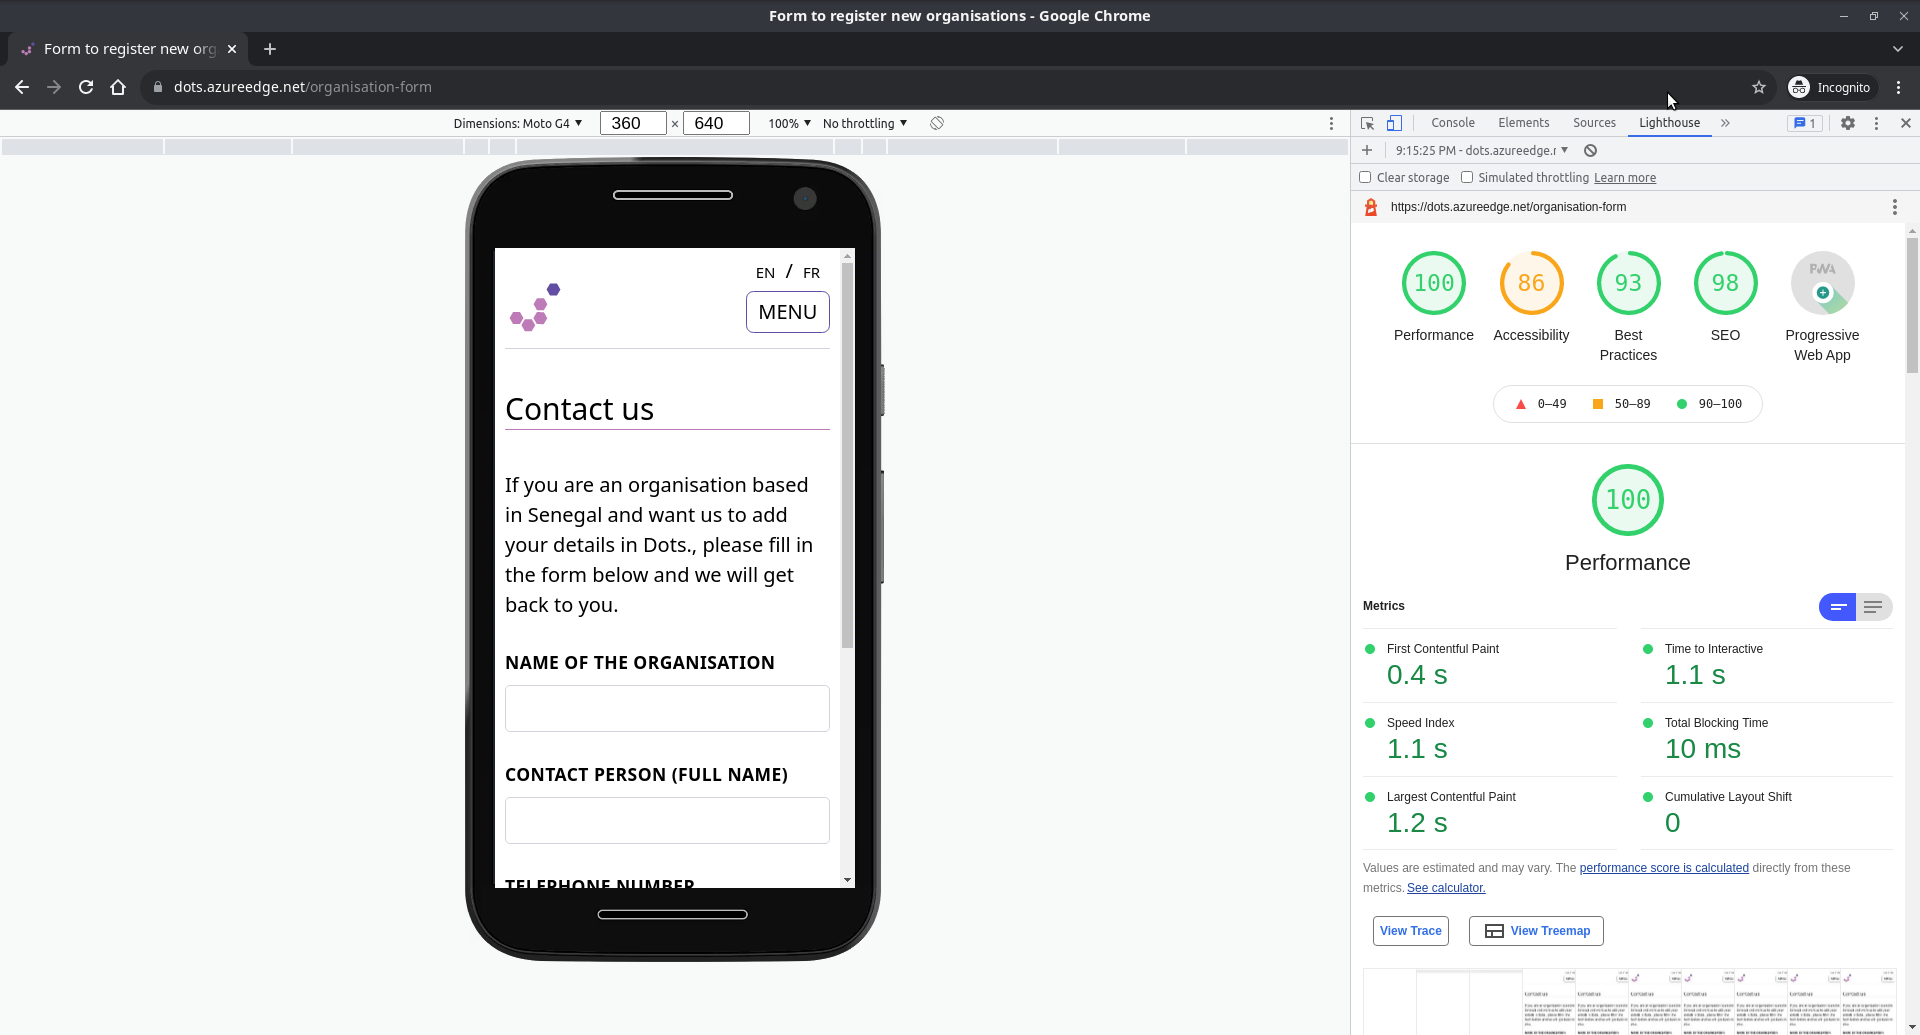 Form to register new organisations - Google Chrome
Form to register new org
dots.azureedge.net/organisation-form
Incognito
Dimensions: Moto G4 360 × 640 100% No throttling
Console Elements Sources Lighthouse 1
9:15:25 PM - dots.azureedge.r
Clear storage Simulated throttling Learn more
https://dots.azureedge.net/organisation-form
EN / FR
MENU
Contact us
If you are an organisation based
in Senegal and want us to add
your details in Dots., please fill in
the form below and we will get
back to you.
NAME OF THE ORGANISATION
CONTACT PERSON (FULL NAME)
TELEPHONE NUMBER
100 86 93 98 PWA
Performance Accessibility Best Practices SEO Progressive Web App
0–49 50–89 90–100
100
Performance
Metrics
First Contentful Paint
0.4 s
Time to Interactive
1.1 s
Speed Index
1.1 s
Total Blocking Time
10 ms
Largest Contentful Paint
1.2 s
Cumulative Layout Shift
0
Values are estimated and may vary. The performance score is calculated directly from these
metrics. See calculator.
View Trace View Treemap